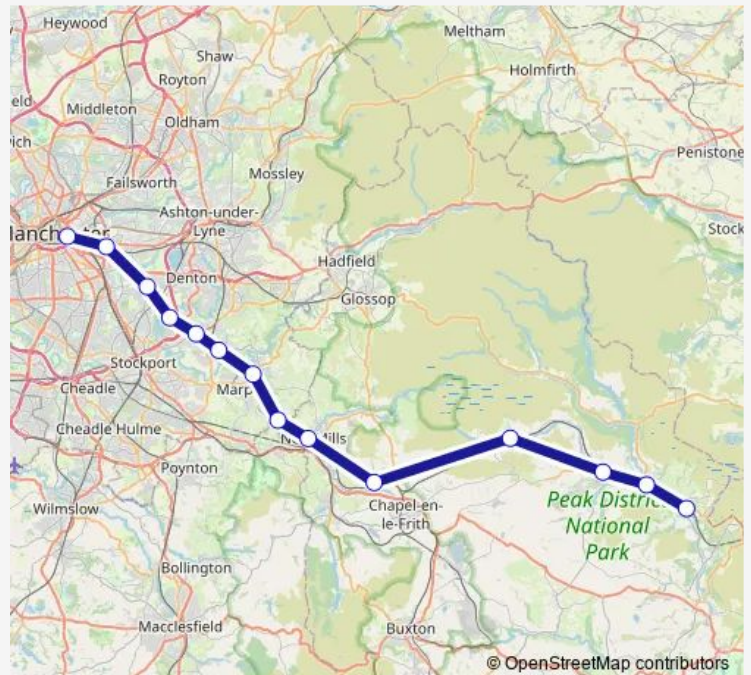 Heywood
Meltham
Shaw
Holmfirth
Royton
Middleton
Oldham
Penistone
Failsworth
Mossley
Ashton-under-
Lyne
Stock
Hadfield
Denton
Glossop
Stockport
Marp
Cheadle
Cheadle Hulme
Mills
Poynton
Peak District
National
Park
Chapel-en-
le-Frith
Wilmslow
Bollington
Macclesfield
Buxton
© OpenStreetMap contributors